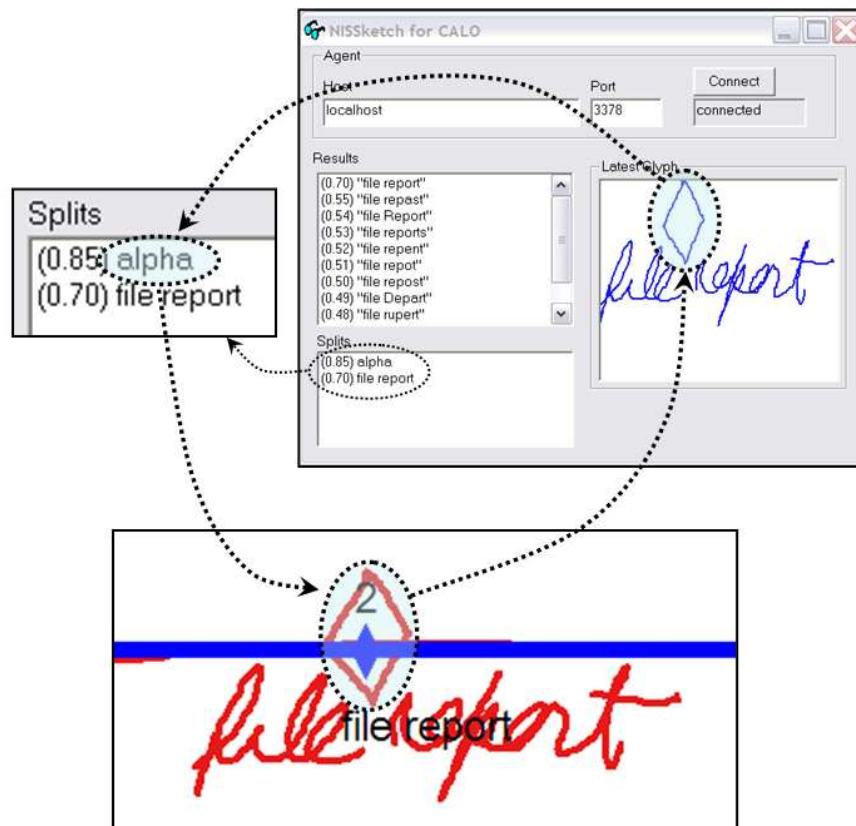 NISSketch for CALO
Agent
Host
Port
Connect
localhost
3378
connected
Results
(0.70) "file report"
(0.55) "file repast"
(0.54) "file Report"
(0.53) "file reports"
(0.52) "file repent"
(0.51) "file repot"
(0.50) "file repost"
(0.49) "file Depart"
(0.48) "file rupert"
Latest Glyph
file report
Splits
(0.85) alpha
(0.70) file report
Splits
(0.85) alpha
(0.70) file report
2
file report
file report